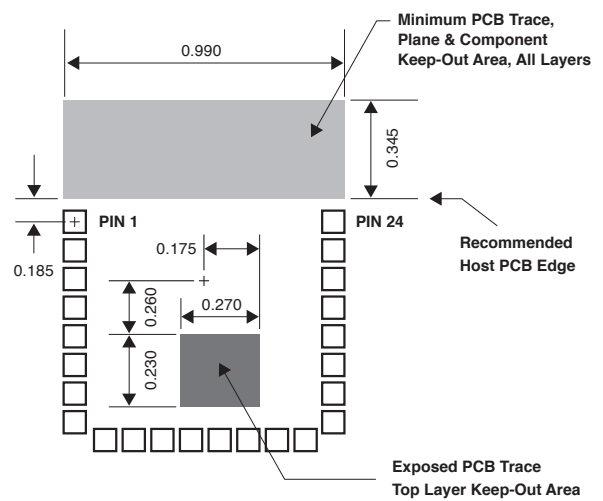 Minimum PCB Trace,
Plane & Component
Keep-Out Area, All Layers
0.990
0.345
PIN 1
PIN 24
0.185
0.175
Recommended
Host PCB Edge
0.260
0.270
0.230
Exposed PCB Trace
Top Layer Keep-Out Area